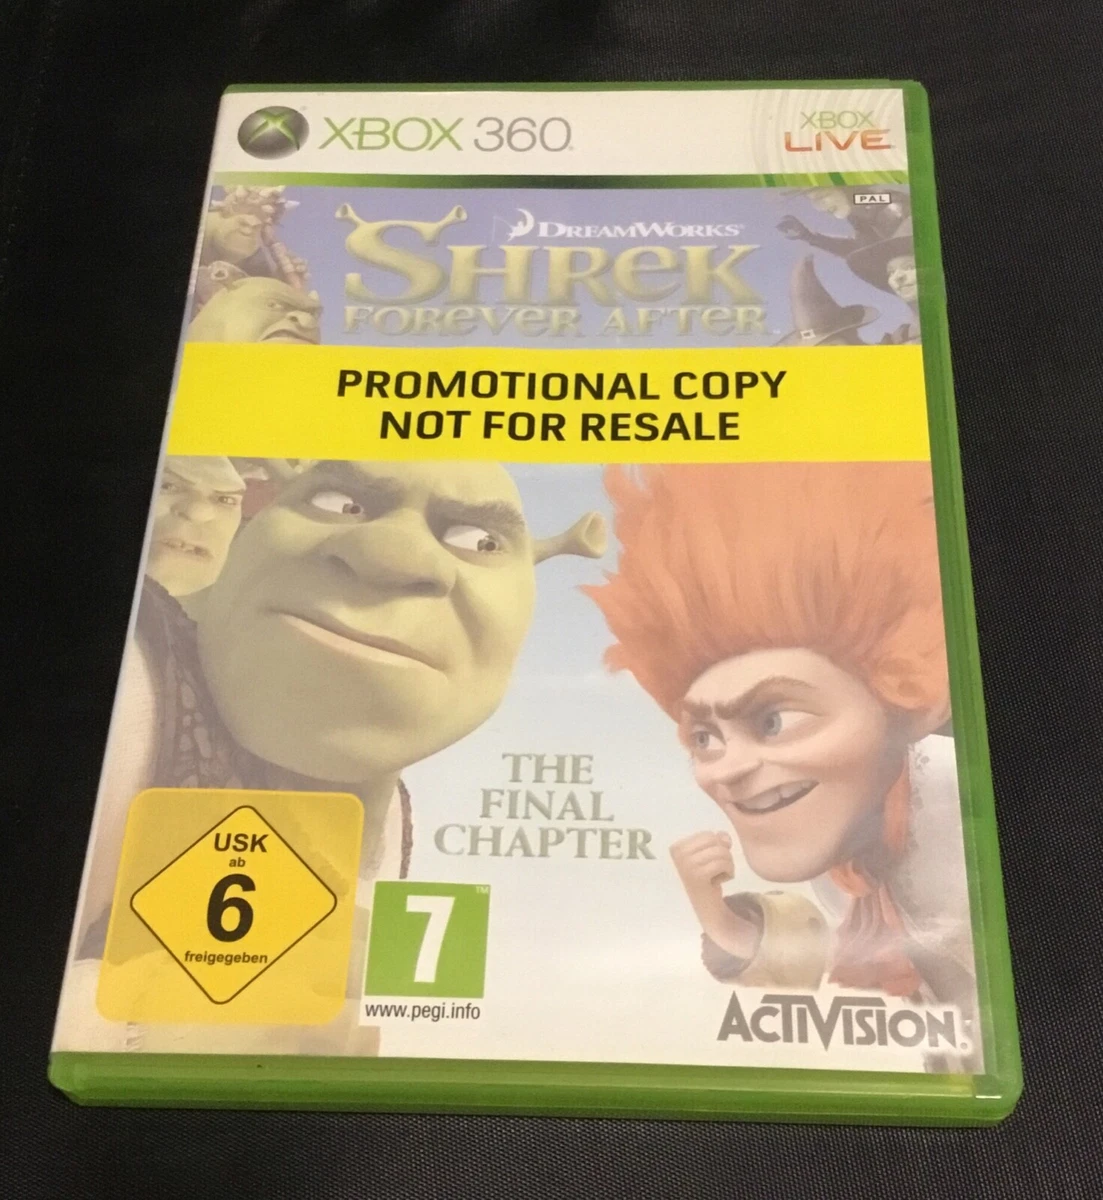 XBOX 360
XBOX
LIVE
PAL
DREAMWORKS
SHREK
FOREVER AFTER
PROMOTIONAL COPY
NOT FOR RESALE
THE
FINAL
CHAPTER
USK
ab
6
freigegeben
7
www.pegi.info
ACTIVISION